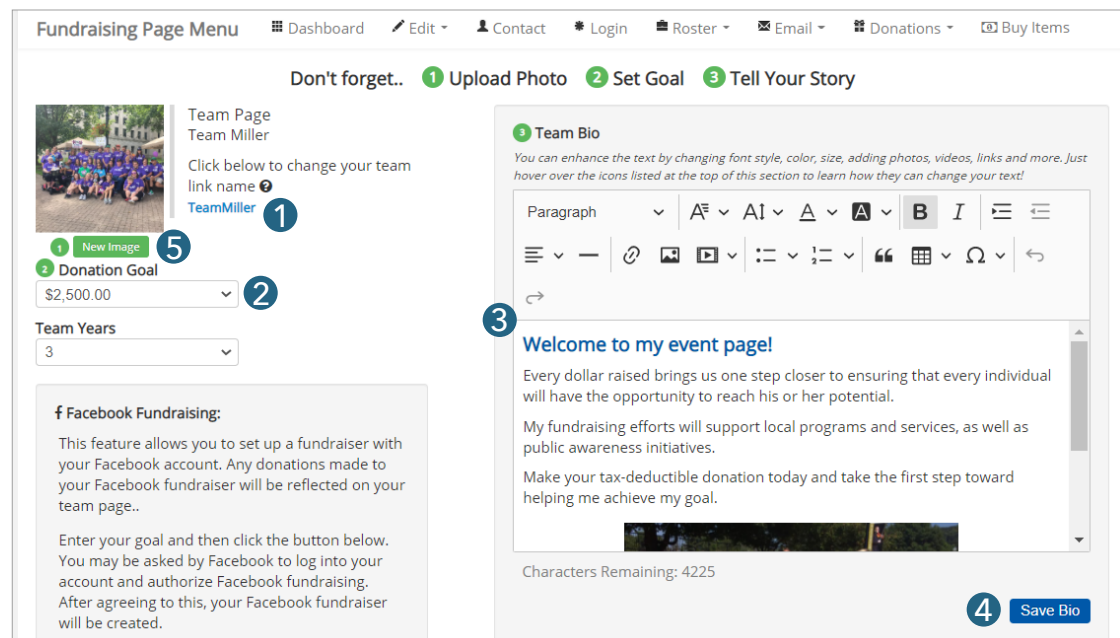 Fundraising Page Menu Dashboard Edit Contact Login Roster Email Donations Buy Items
Don't forget.. 1 Upload Photo 2 Set Goal 3 Tell Your Story
Team Page
Team Miller
Click below to change your team
link name ?
TeamMiller 1
1 New Image 5
2 Donation Goal
$2,500.00 2
Team Years
3
f Facebook Fundraising:
This feature allows you to set up a fundraiser with
your Facebook account. Any donations made to
your Facebook fundraiser will be reflected on your
team page..
Enter your goal and then click the button below.
You may be asked by Facebook to log into your
account and authorize Facebook fundraising.
After agreeing to this, your Facebook fundraiser
will be created.
3 Team Bio
You can enhance the text by changing font style, color, size, adding photos, videos, links and more. Just
hover over the icons listed at the top of this section to learn how they can change your text!
Paragraph A AI A A B I
Ω
3
Welcome to my event page!
Every dollar raised brings us one step closer to ensuring that every individual
will have the opportunity to reach his or her potential.
My fundraising efforts will support local programs and services, as well as
public awareness initiatives.
Make your tax-deductible donation today and take the first step toward
helping me achieve my goal.
Characters Remaining: 4225
4 Save Bio